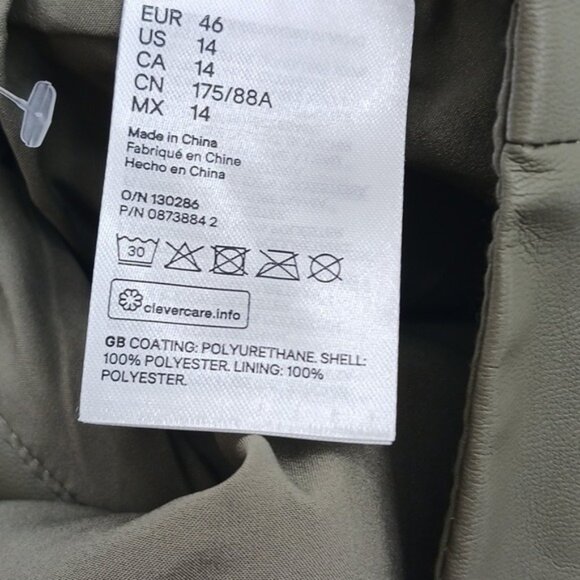 EUR 46
US 14
CA 14
CN 175/88A
MX 14
Made in China
Fabriqué en Chine
Hecho en China
O/N 130286
P/N 0873884 2
30
clevercare.info
GB COATING: POLYURETHANE. SHELL:
100% POLYESTER. LINING: 100%
POLYESTER.